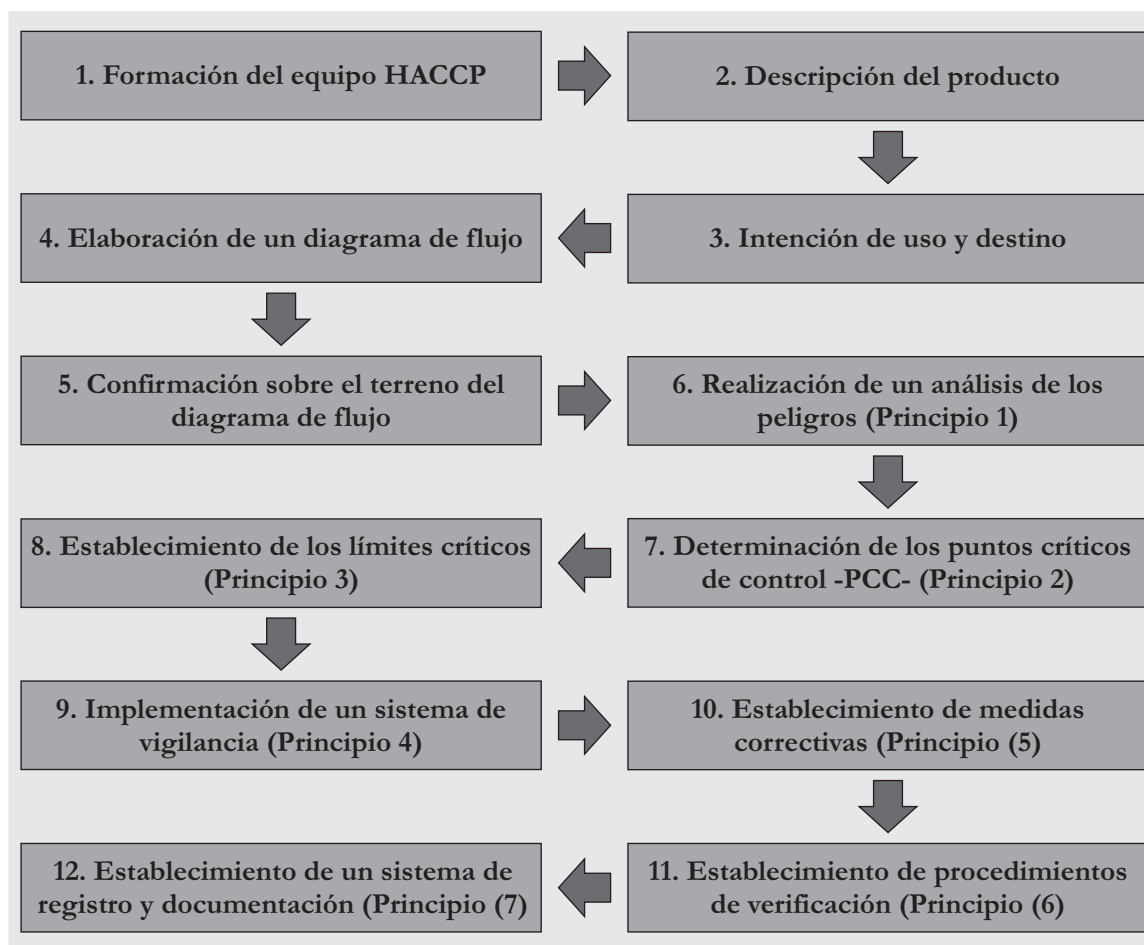 1. Formación del equipo HACCP
2. Descripción del producto
3. Intención de uso y destino
4. Elaboración de un diagrama de flujo
5. Confirmación sobre el terreno del
diagrama de flujo
6. Realización de un análisis de los
peligros (Principio 1)
7. Determinación de los puntos críticos
de control -PCC- (Principio 2)
8. Establecimiento de los límites críticos
(Principio 3)
9. Implementación de un sistema de
vigilancia (Principio 4)
10. Establecimiento de medidas
correctivas (Principio (5)
11. Establecimiento de procedimientos
de verificación (Principio (6)
12. Establecimiento de un sistema de
registro y documentación (Principio (7)